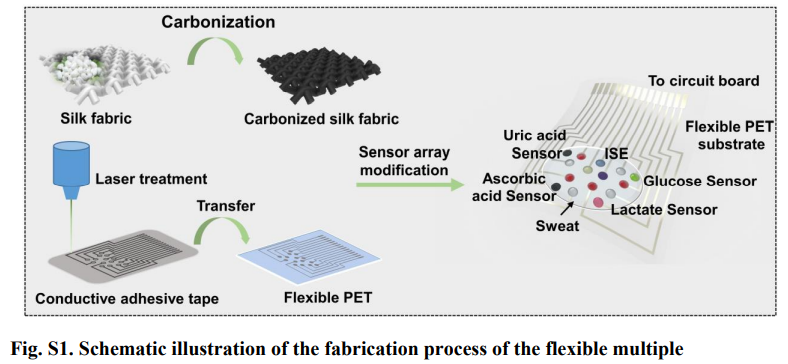 Carbonization
Silk fabric
Carbonized silk fabric
Laser treatment
Transfer
Conductive adhesive tape
Flexible PET
Sensor array
modification
To circuit board
Flexible PET
substrate
Uric acid
Sensor
ISE
Ascorbic
acid Sensor
Glucose Sensor
Lactate Sensor
Sweat
Fig. S1. Schematic illustration of the fabrication process of the flexible multiple